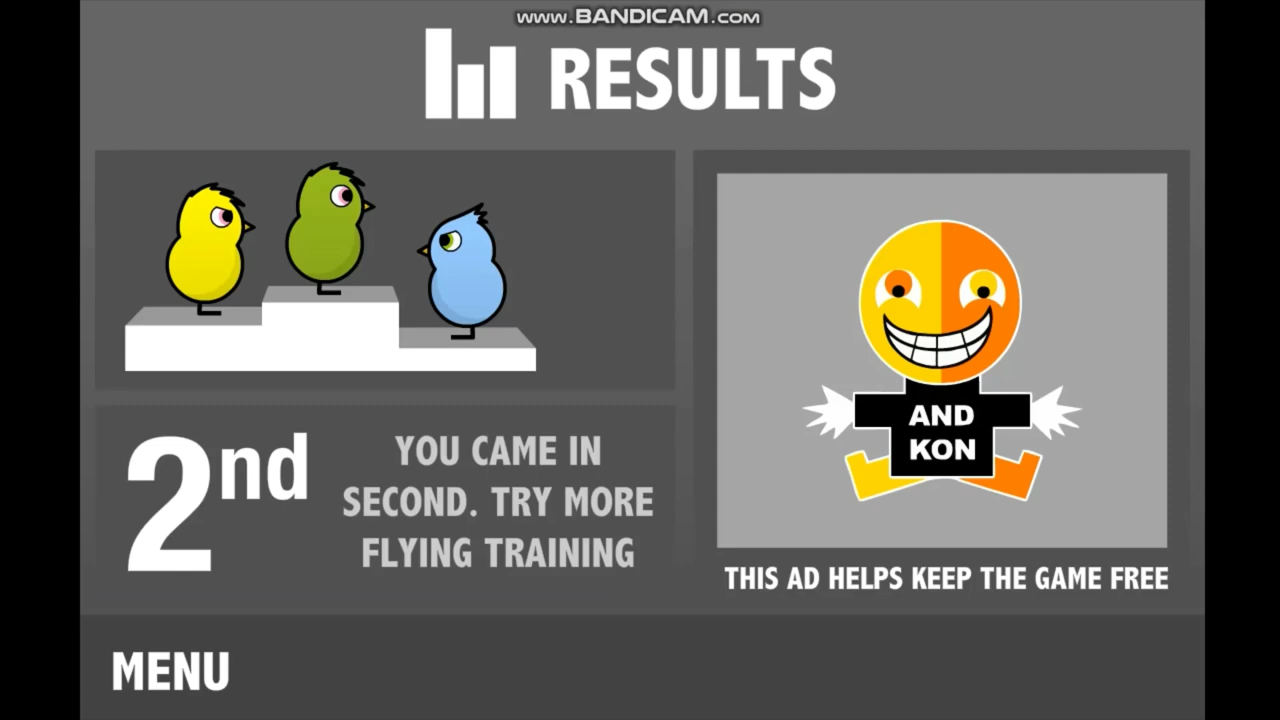 www.BANDICAM.com
RESULTS
2nd
YOU CAME IN
SECOND. TRY MORE
FLYING TRAINING
AND
KON
THIS AD HELPS KEEP THE GAME FREE
MENU